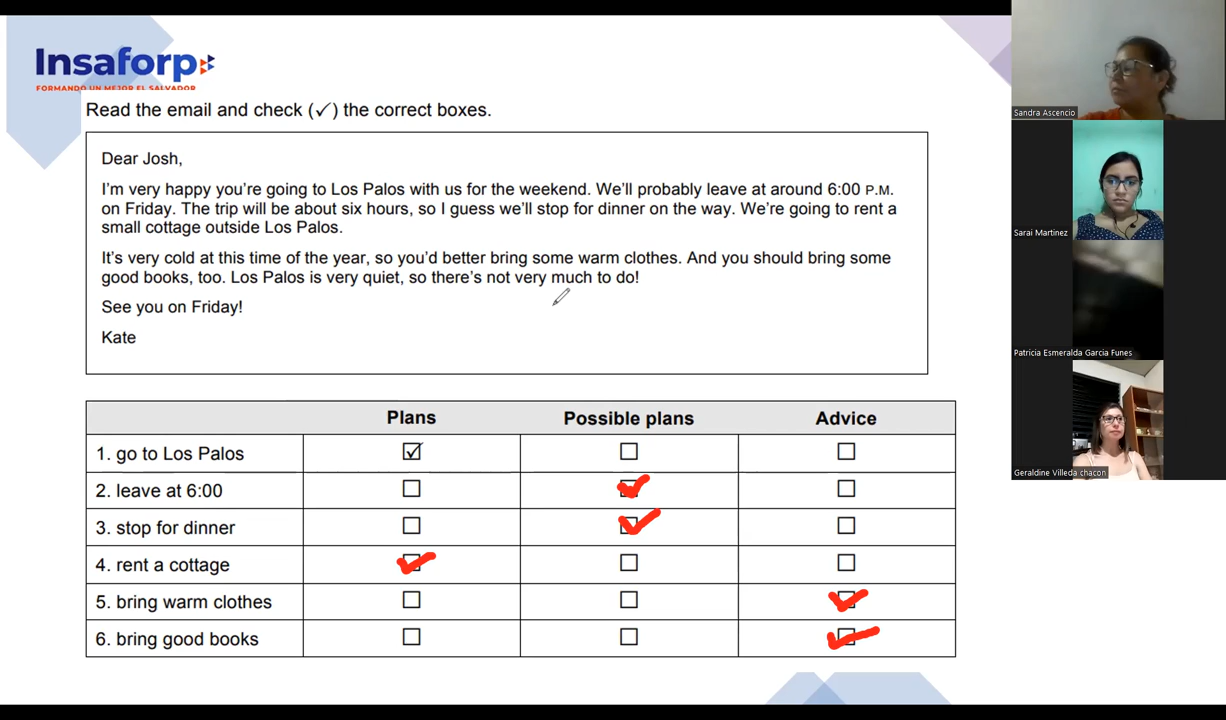 Insaforp
FORMANDO UN MEJOR EL SALVADOR
Read the email and check (✓) the correct boxes.
Dear Josh,
I'm very happy you're going to Los Palos with us for the weekend. We'll probably leave at around 6:00 P.M.
on Friday. The trip will be about six hours, so I guess we'll stop for dinner on the way. We're going to rent a
small cottage outside Los Palos.
It's very cold at this time of the year, so you'd better bring some warm clothes. And you should bring some
good books, too. Los Palos is very quiet, so there's not very much to do!
See you on Friday!
Kate
Plans Possible plans Advice
1. go to Los Palos ☑ ☐ ☐
2. leave at 6:00 ☐ ☑ ☐
3. stop for dinner ☐ ☑ ☐
4. rent a cottage ☑ ☐ ☐
5. bring warm clothes ☐ ☐ ☑
6. bring good books ☐ ☐ ☑
Sandra Ascencio
Sarai Martinez
Patricia Esmeralda Garcia Funes
Geraldine Villeda chacon